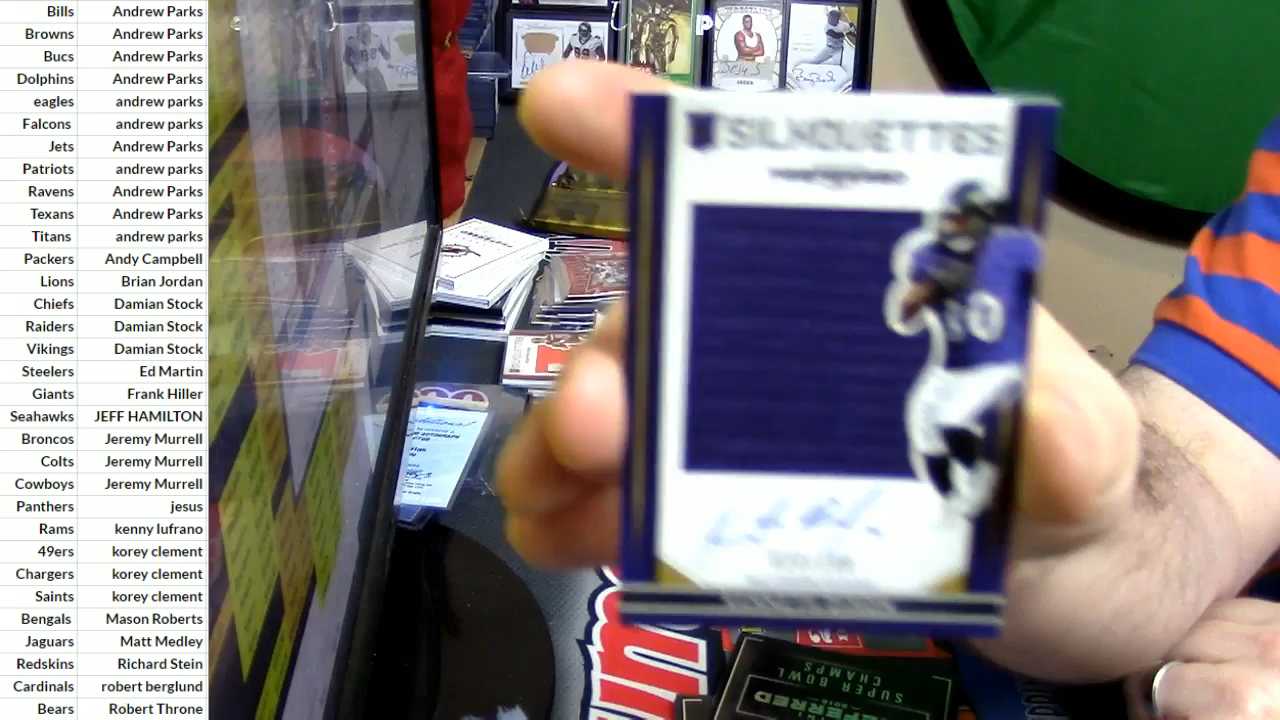 Bills Andrew Parks
Browns Andrew Parks
Bucs Andrew Parks
Dolphins Andrew Parks
eagles andrew parks
Falcons andrew parks
Jets Andrew Parks
Patriots andrew parks
Ravens Andrew Parks
Texans Andrew Parks
Titans andrew parks
Packers Andy Campbell
Lions Brian Jordan
Chiefs Damian Stock
Raiders Damian Stock
Vikings Damian Stock
Steelers Ed Martin
Giants Frank Hiller
Seahawks JEFF HAMILTON
Broncos Jeremy Murrell
Colts Jeremy Murrell
Cowboys Jeremy Murrell
Panthers jesus
Rams kenny lufrano
49ers korey clement
Chargers korey clement
Saints korey clement
Bengals Mason Roberts
Jaguars Matt Medley
Redskins Richard Stein
Cardinals robert berglund
Bears Robert Throne
SILHOUETTES
SUPER BOWL
CHAMPS